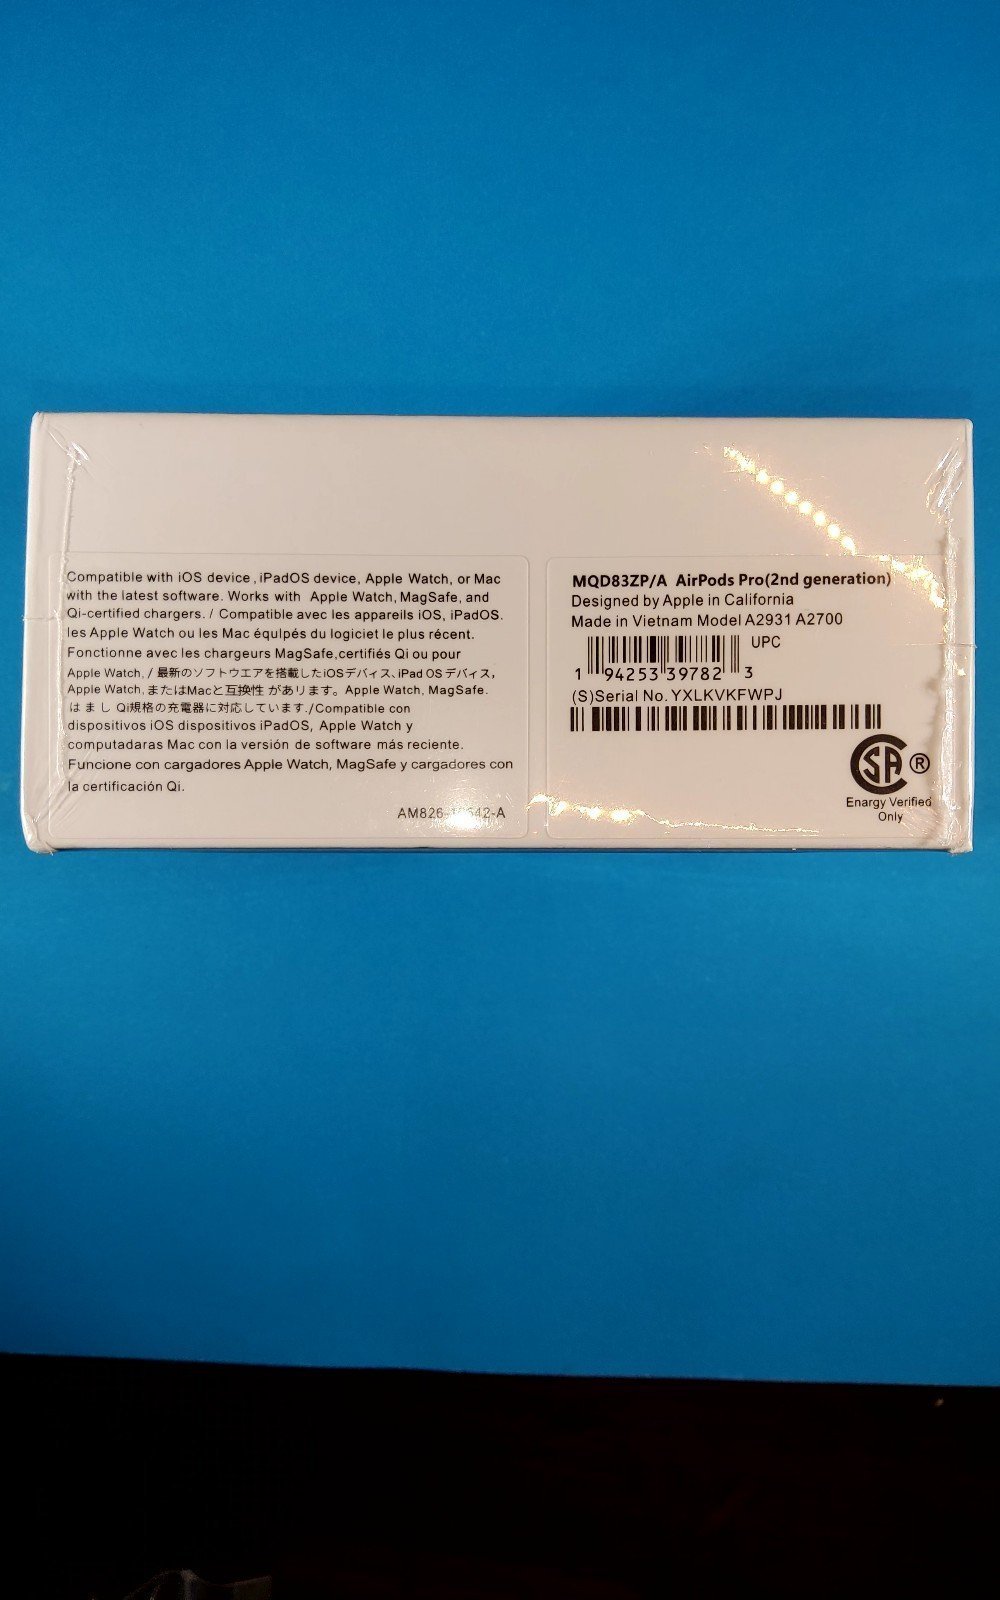 Compatible with iOS device, iPadOS device, Apple Watch, or Mac
with the latest software. Works with Apple Watch, MagSafe, and
Qi-certified chargers. / Compatible avec les appareils iOS, iPadOS.
les Apple Watch ou les Mac équlpés du logiciet le plus récent.
Fonctionne avec les chargeurs MagSafe,certifiés Qi ou pour
Apple Watch. / 最新のソフトウエアを搭載したiOSデバイス、iPad OSデバイス,
Apple Watch, またはMacと互換性 がありリます。Apple Watch, MagSafe.
は ま し Qi規格の充電器に対応しています./Compatible con
dispositivos iOS dispositivos iPadOS, Apple Watch y
computadaras Mac con la versión de software más reciente.
Funcione con cargadores Apple Watch, MagSafe y cargadores con
la certificación Qi.
MQD83ZP/A AirPods Pro(2nd generation)
Designed by Apple in California
Made in Vietnam Model A2931 A2700
UPC
1 94253 39782 3
(S)Serial No. YXLKVKFWPJ
SA ®
Enargy Verified
Only